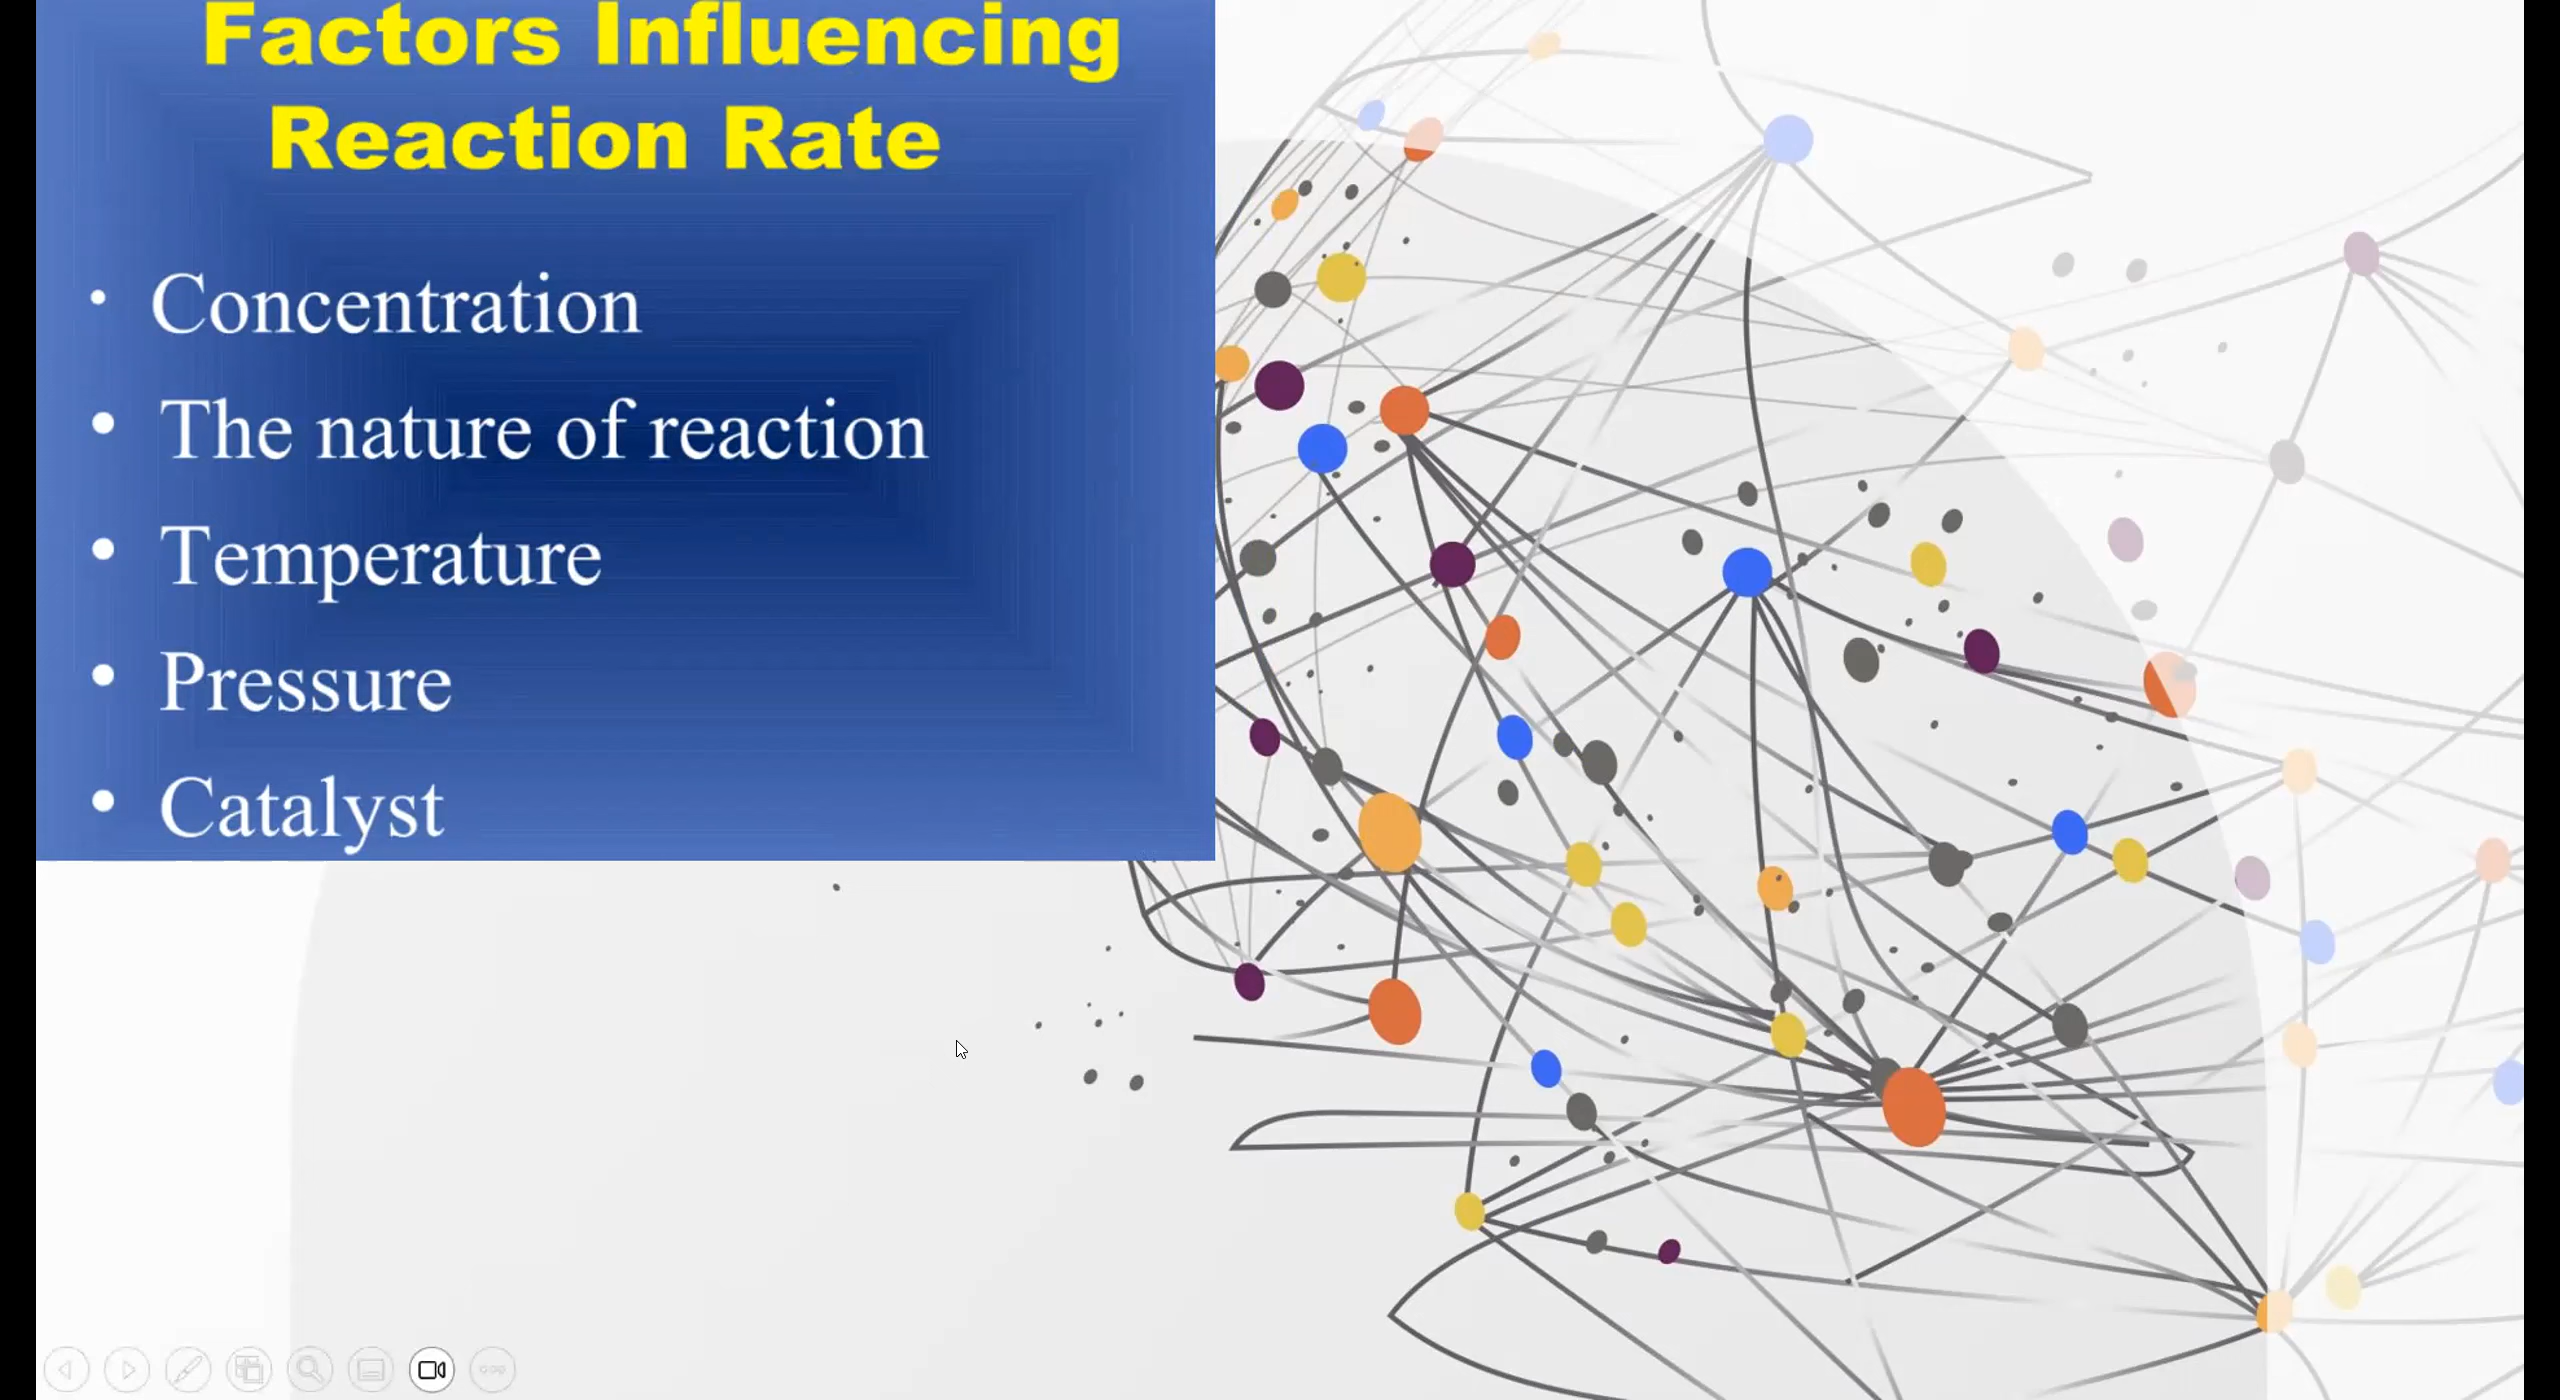 Factors Influencing
Reaction Rate
• Concentration
• The nature of reaction
• Temperature
• Pressure
• Catalyst